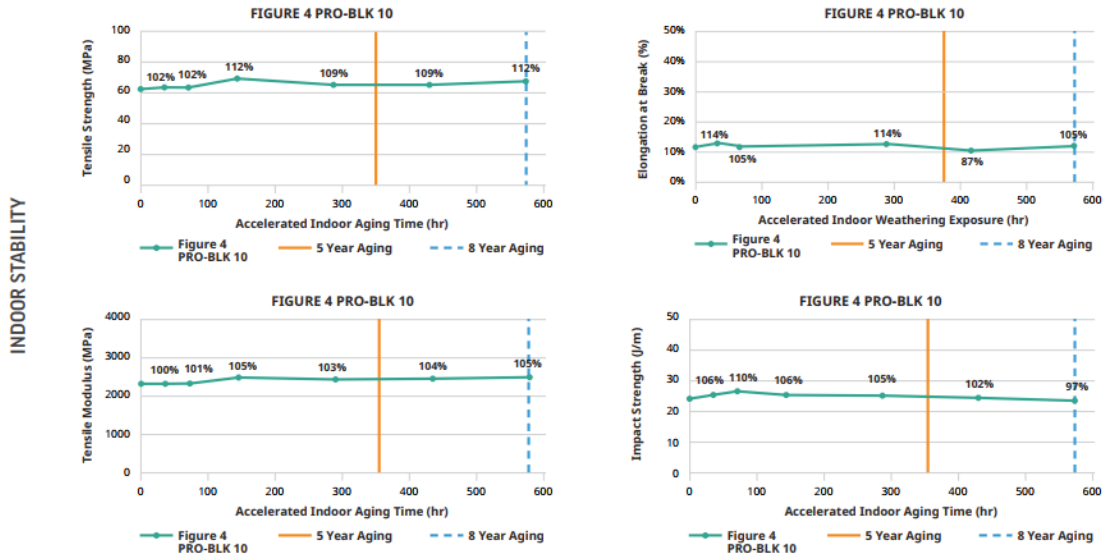 INDOOR STABILITY
FIGURE 4 PRO-BLK 10
Tensile Strength (MPa)
100
80
60
40
20
0
102%
102%
112%
109%
109%
112%
0
100
200
300
400
500
600
Accelerated Indoor Aging Time (hr)
Figure 4
PRO-BLK 10
5 Year Aging
8 Year Aging
FIGURE 4 PRO-BLK 10
Elongation at Break (%)
50%
40%
30%
20%
10%
0%
114%
105%
114%
87%
105%
0
100
200
300
400
500
600
Accelerated Indoor Weathering Exposure (hr)
Figure 4
PRO-BLK 10
5 Year Aging
8 Year Aging
FIGURE 4 PRO-BLK 10
Tensile Modulus (MPa)
4000
3000
2000
1000
0
100%
101%
105%
103%
104%
105%
0
100
200
300
400
500
600
Accelerated Indoor Aging Time (hr)
Figure 4
PRO-BLK 10
5 Year Aging
8 Year Aging
FIGURE 4 PRO-BLK 10
Impact Strength (J/m)
50
40
30
20
10
0
106%
110%
106%
105%
102%
97%
0
100
200
300
400
500
600
Accelerated Indoor Aging Time (hr)
Figure 4
PRO-BLK 10
5 Year Aging
8 Year Aging